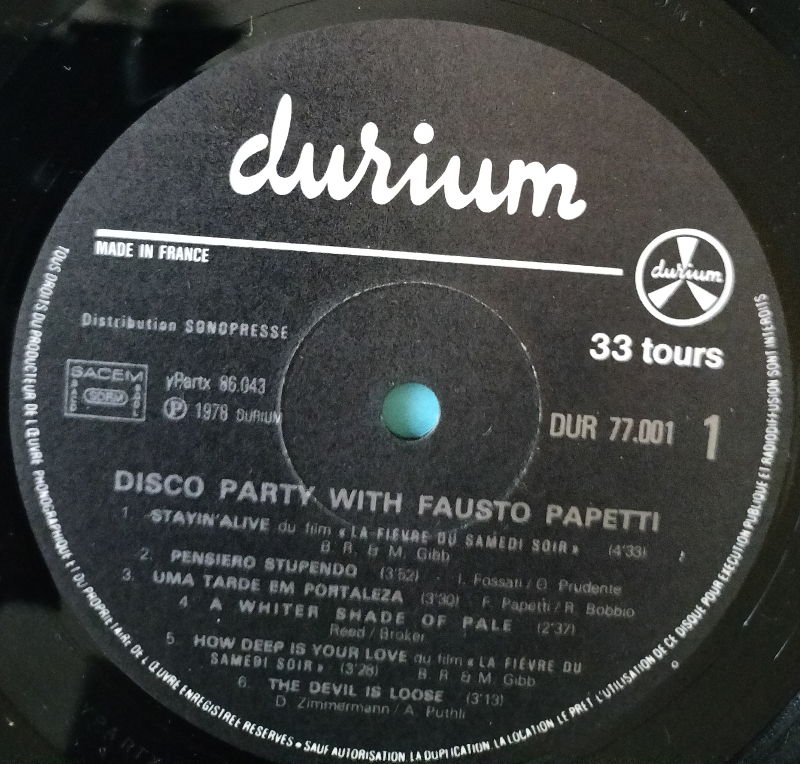 durium
MADE IN FRANCE
durium
Distribution SONOPRESSE
33 tours
SACEM
SDRM
yPartx 86.043
Ⓟ 1978 DURIUM
DUR 77.001
1
DISCO PARTY WITH FAUSTO PAPETTI
1. STAYIN'ALIVE du film « LA FIÈVRE DU SAMEDI SOIR » (4'33)
B. R. & M. Gibb
2. PENSIERO STUPENDO (3'52) - I. Fossati / O. Prudente
3. UMA TARDE EM PORTALEZA (3'30) - F. Papetti / R. Bobbio
4. A WHITER SHADE OF PALE (2'37)
Reed / Broker
5. HOW DEEP IS YOUR LOVE du film « LA FIÉVRE DU
SAMEDI SOIR » (3'28) B. R. & M. Gibb
6. THE DEVIL IS LOOSE (3'13)
D. Zimmermann / A. Puthli
TOUS DROITS DU PRODUCTEUR DE L'ŒUVRE PHONOGRAPHIQUE ET DU PROPRIÉTAIRE DE L'ŒUVRE ENREGISTRÉE RÉSERVÉS • SAUF AUTORISATION LA DUPLICATION, LA LOCATION, LE PRÊT, L'UTILISATION DE CE DISQUE POUR EXÉCUTION PUBLIQUE ET RADIODIFFUSION SONT INTERDITS